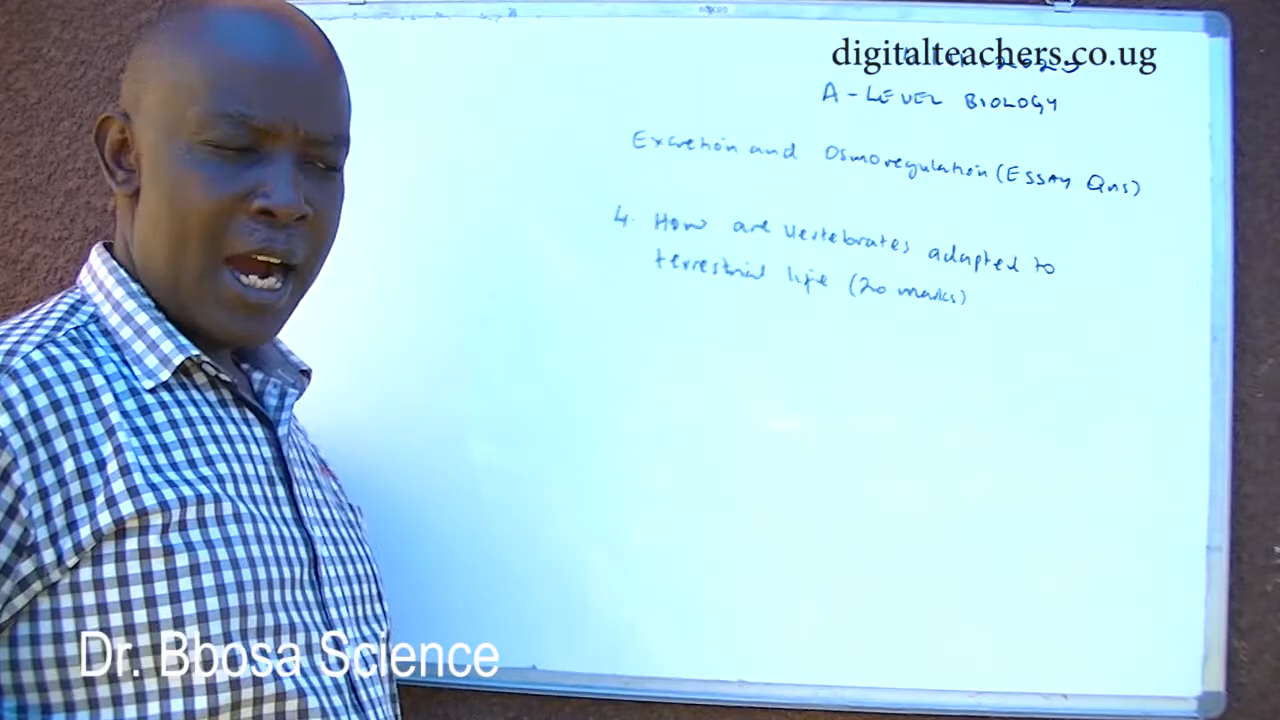 digitalteachers.co.ug
A-LEVEL BIOLOGY
Excretion and Osmoregulation (ESSAY Qns)
4. How are vertebrates adapted to
terrestrial life (20 marks)
Dr. Bbosa Science